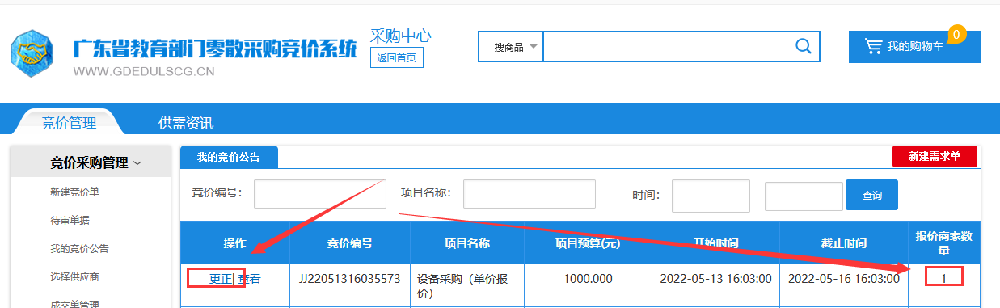 广东省教育部门零散采购竞价系统
WWW.GDEDULSCG.CN
采购中心
返回首页
搜商品
我的购物车
0
竞价管理
供需资讯
竞价采购管理
新建竞价单
待审单据
我的竞价公告
选择供应商
成交单管理
我的竞价公告
新建需求单
竞价编号：
项目名称：
时间：
-
查询
操作
竞价编号
项目名称
项目预算(元)
开始时间
截止时间
报价商家数
量
更正| 查看
JJ22051316035573
设备采购（单价报
价）
1000.000
2022-05-13 16:03:00
2022-05-16 16:03:00
1